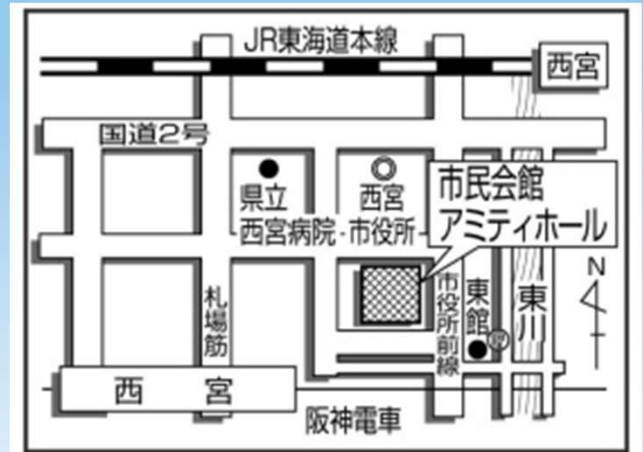 JR東海道本線
西宮
国道2号
県立
西宮病院
西宮
市役所
市民会館
アミティホール
札場筋
市役所前線
東館
東川
N
西宮
阪神電車